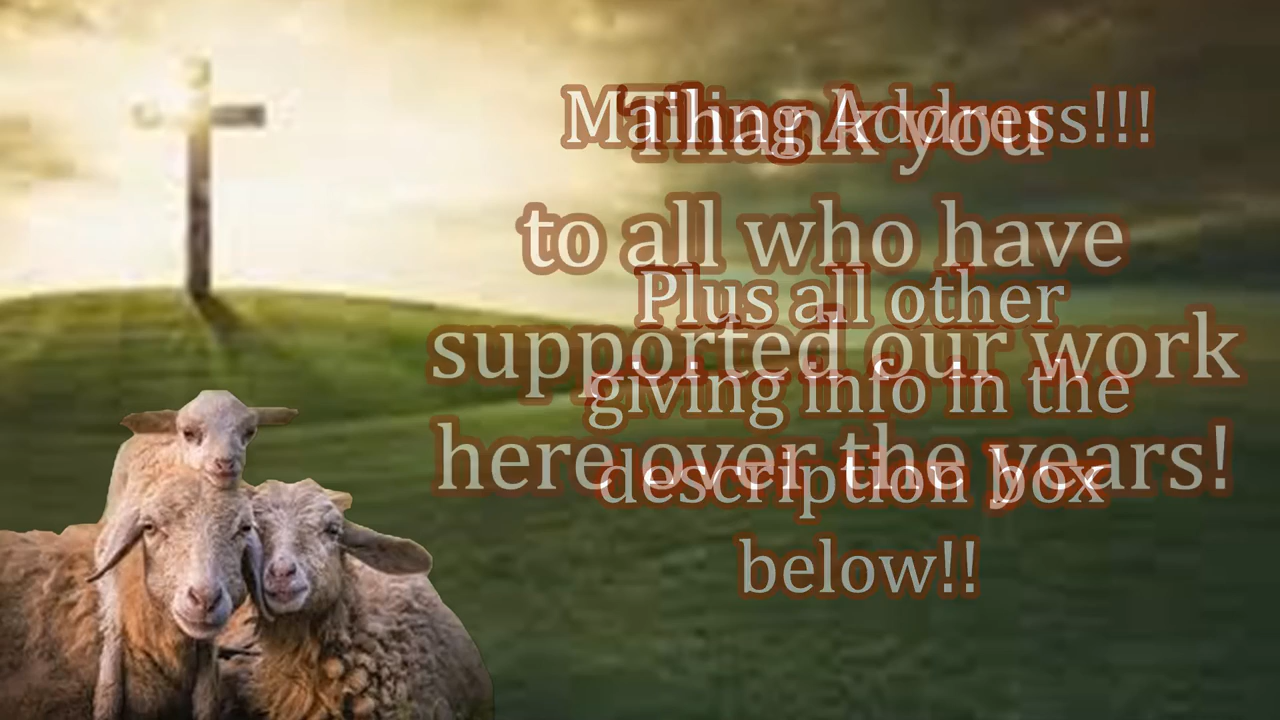 Mailing Address!!!
Plus all other
giving info in the
description box
below!!
Thank you
to all who have
supported our work
here over the years!